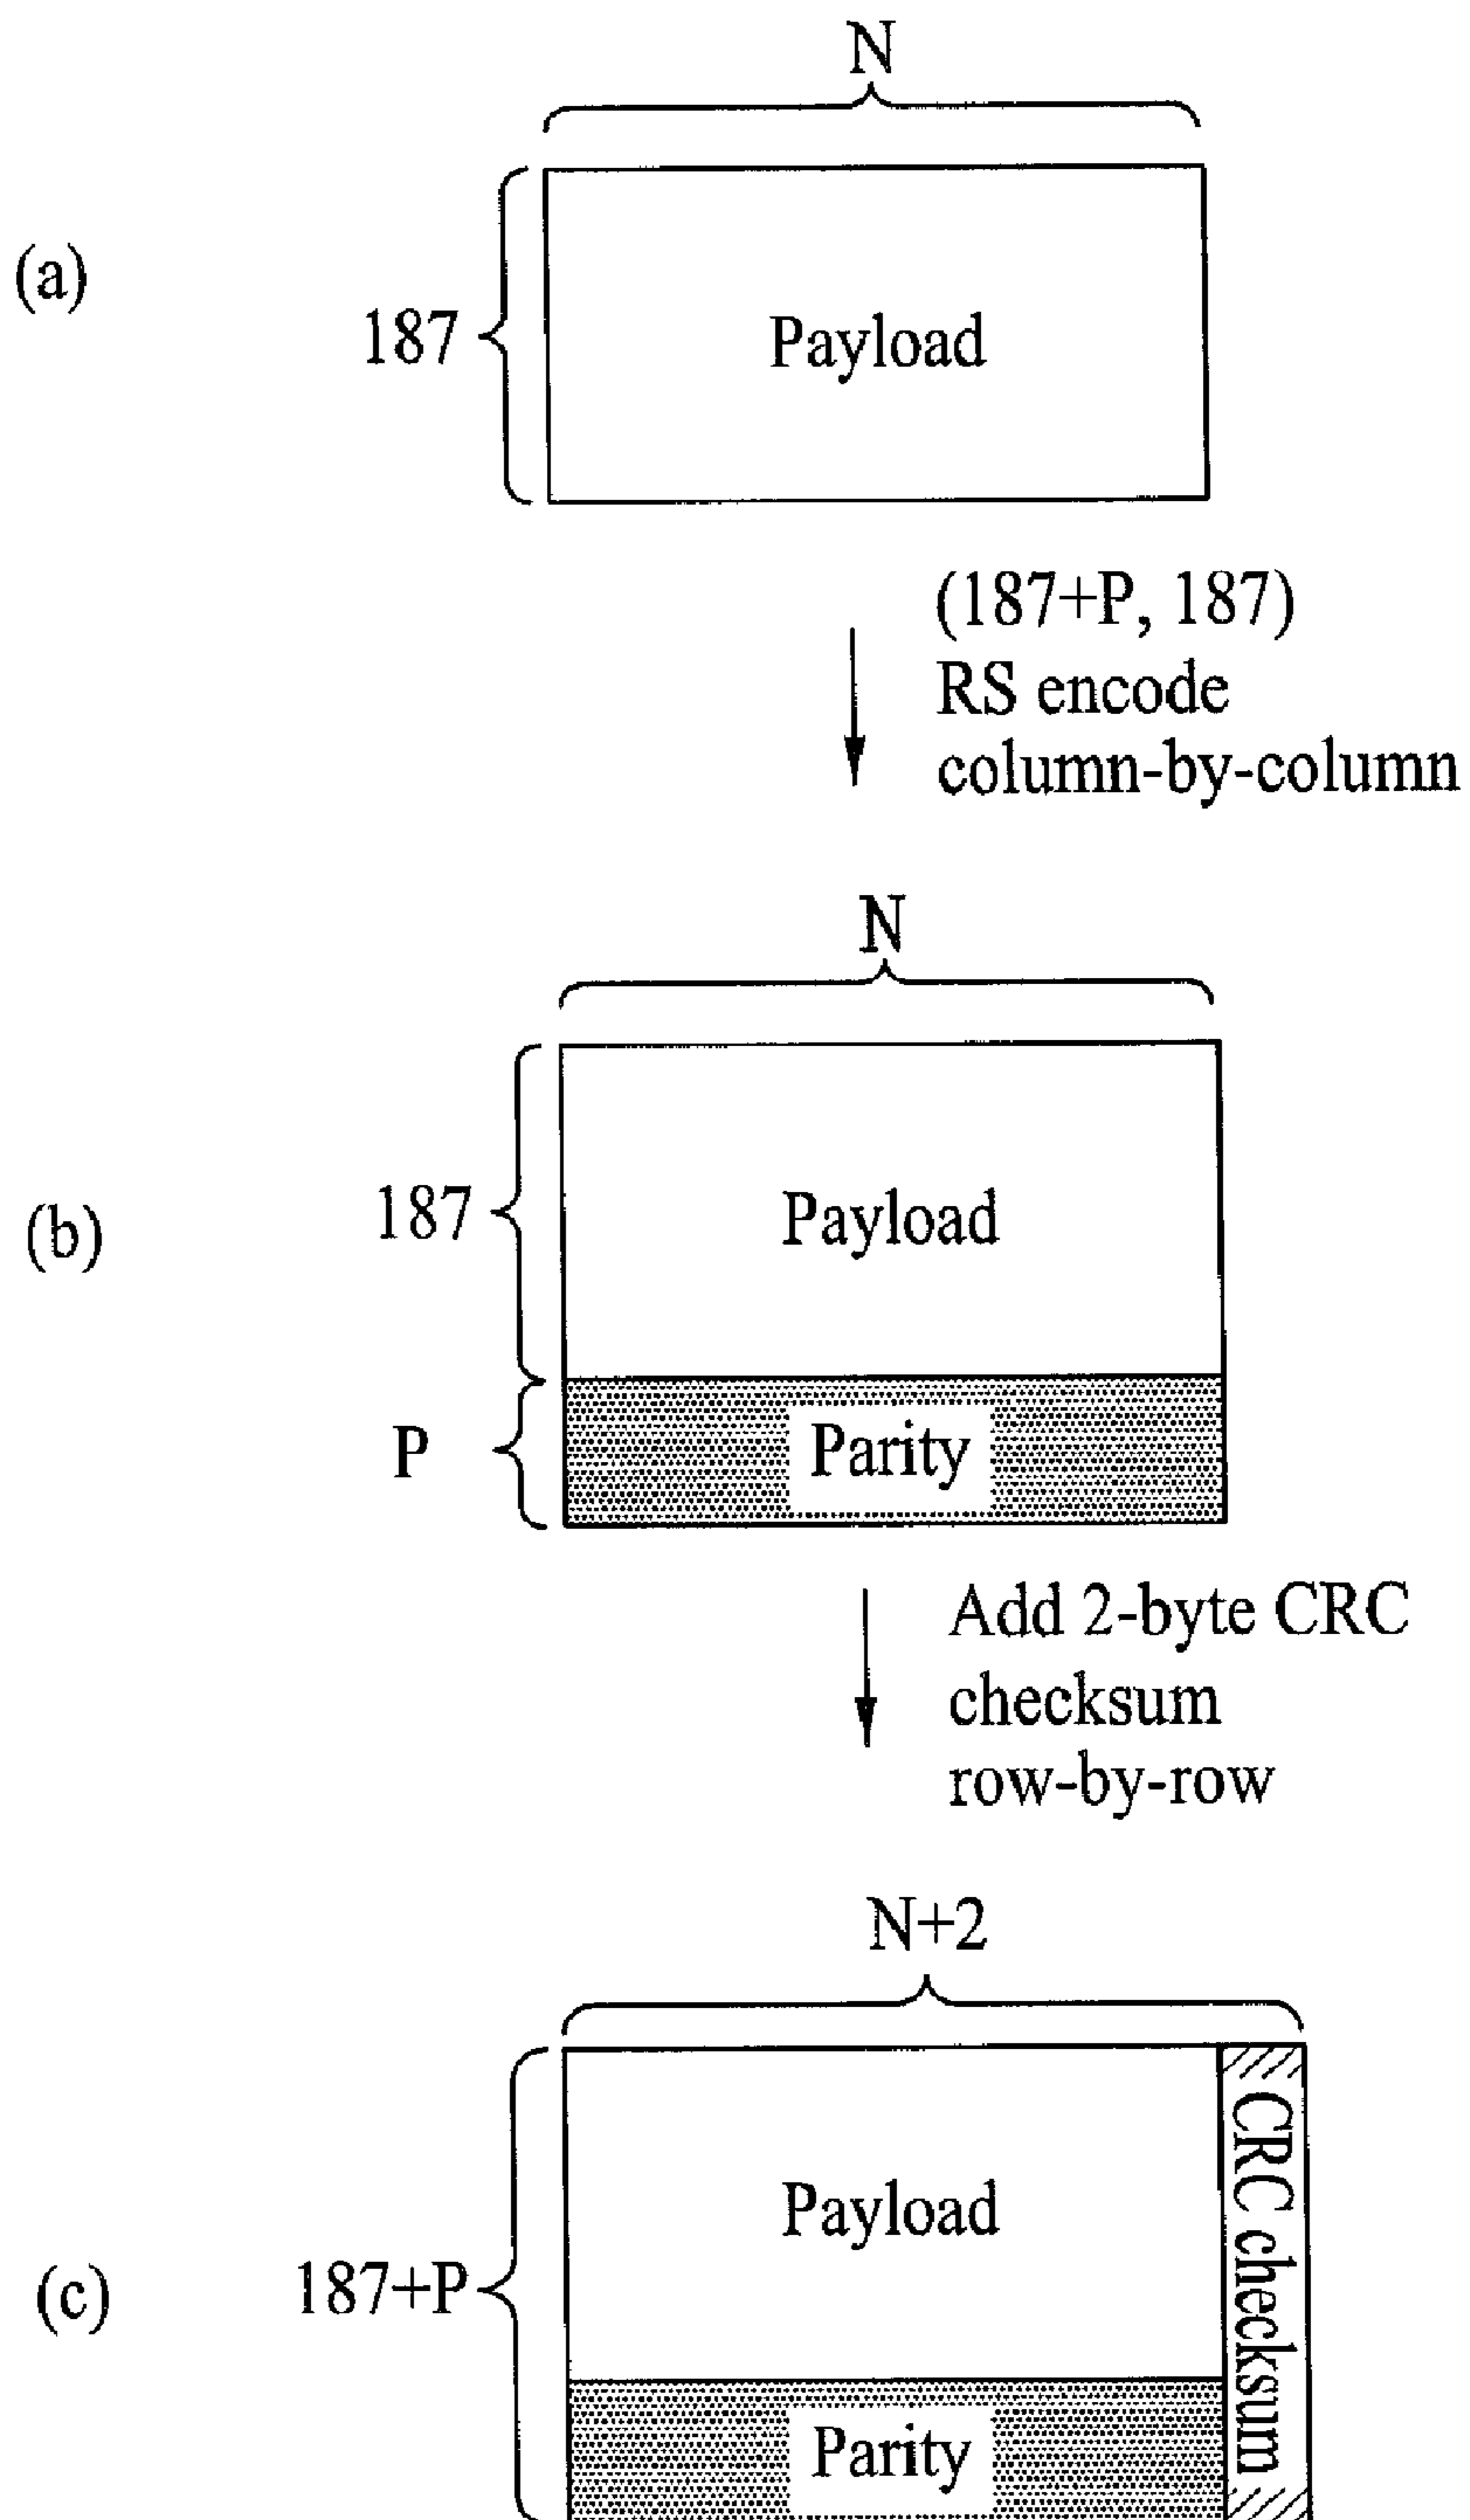 N
(a)
187
Payload
(187+P, 187)
RS encode
column-by-column
N
187
Payload
(b)
P
Parity
Add 2-byte CRC
checksum
row-by-row
N+2
Payload
CRC checksum
(c)
187+P
Parity